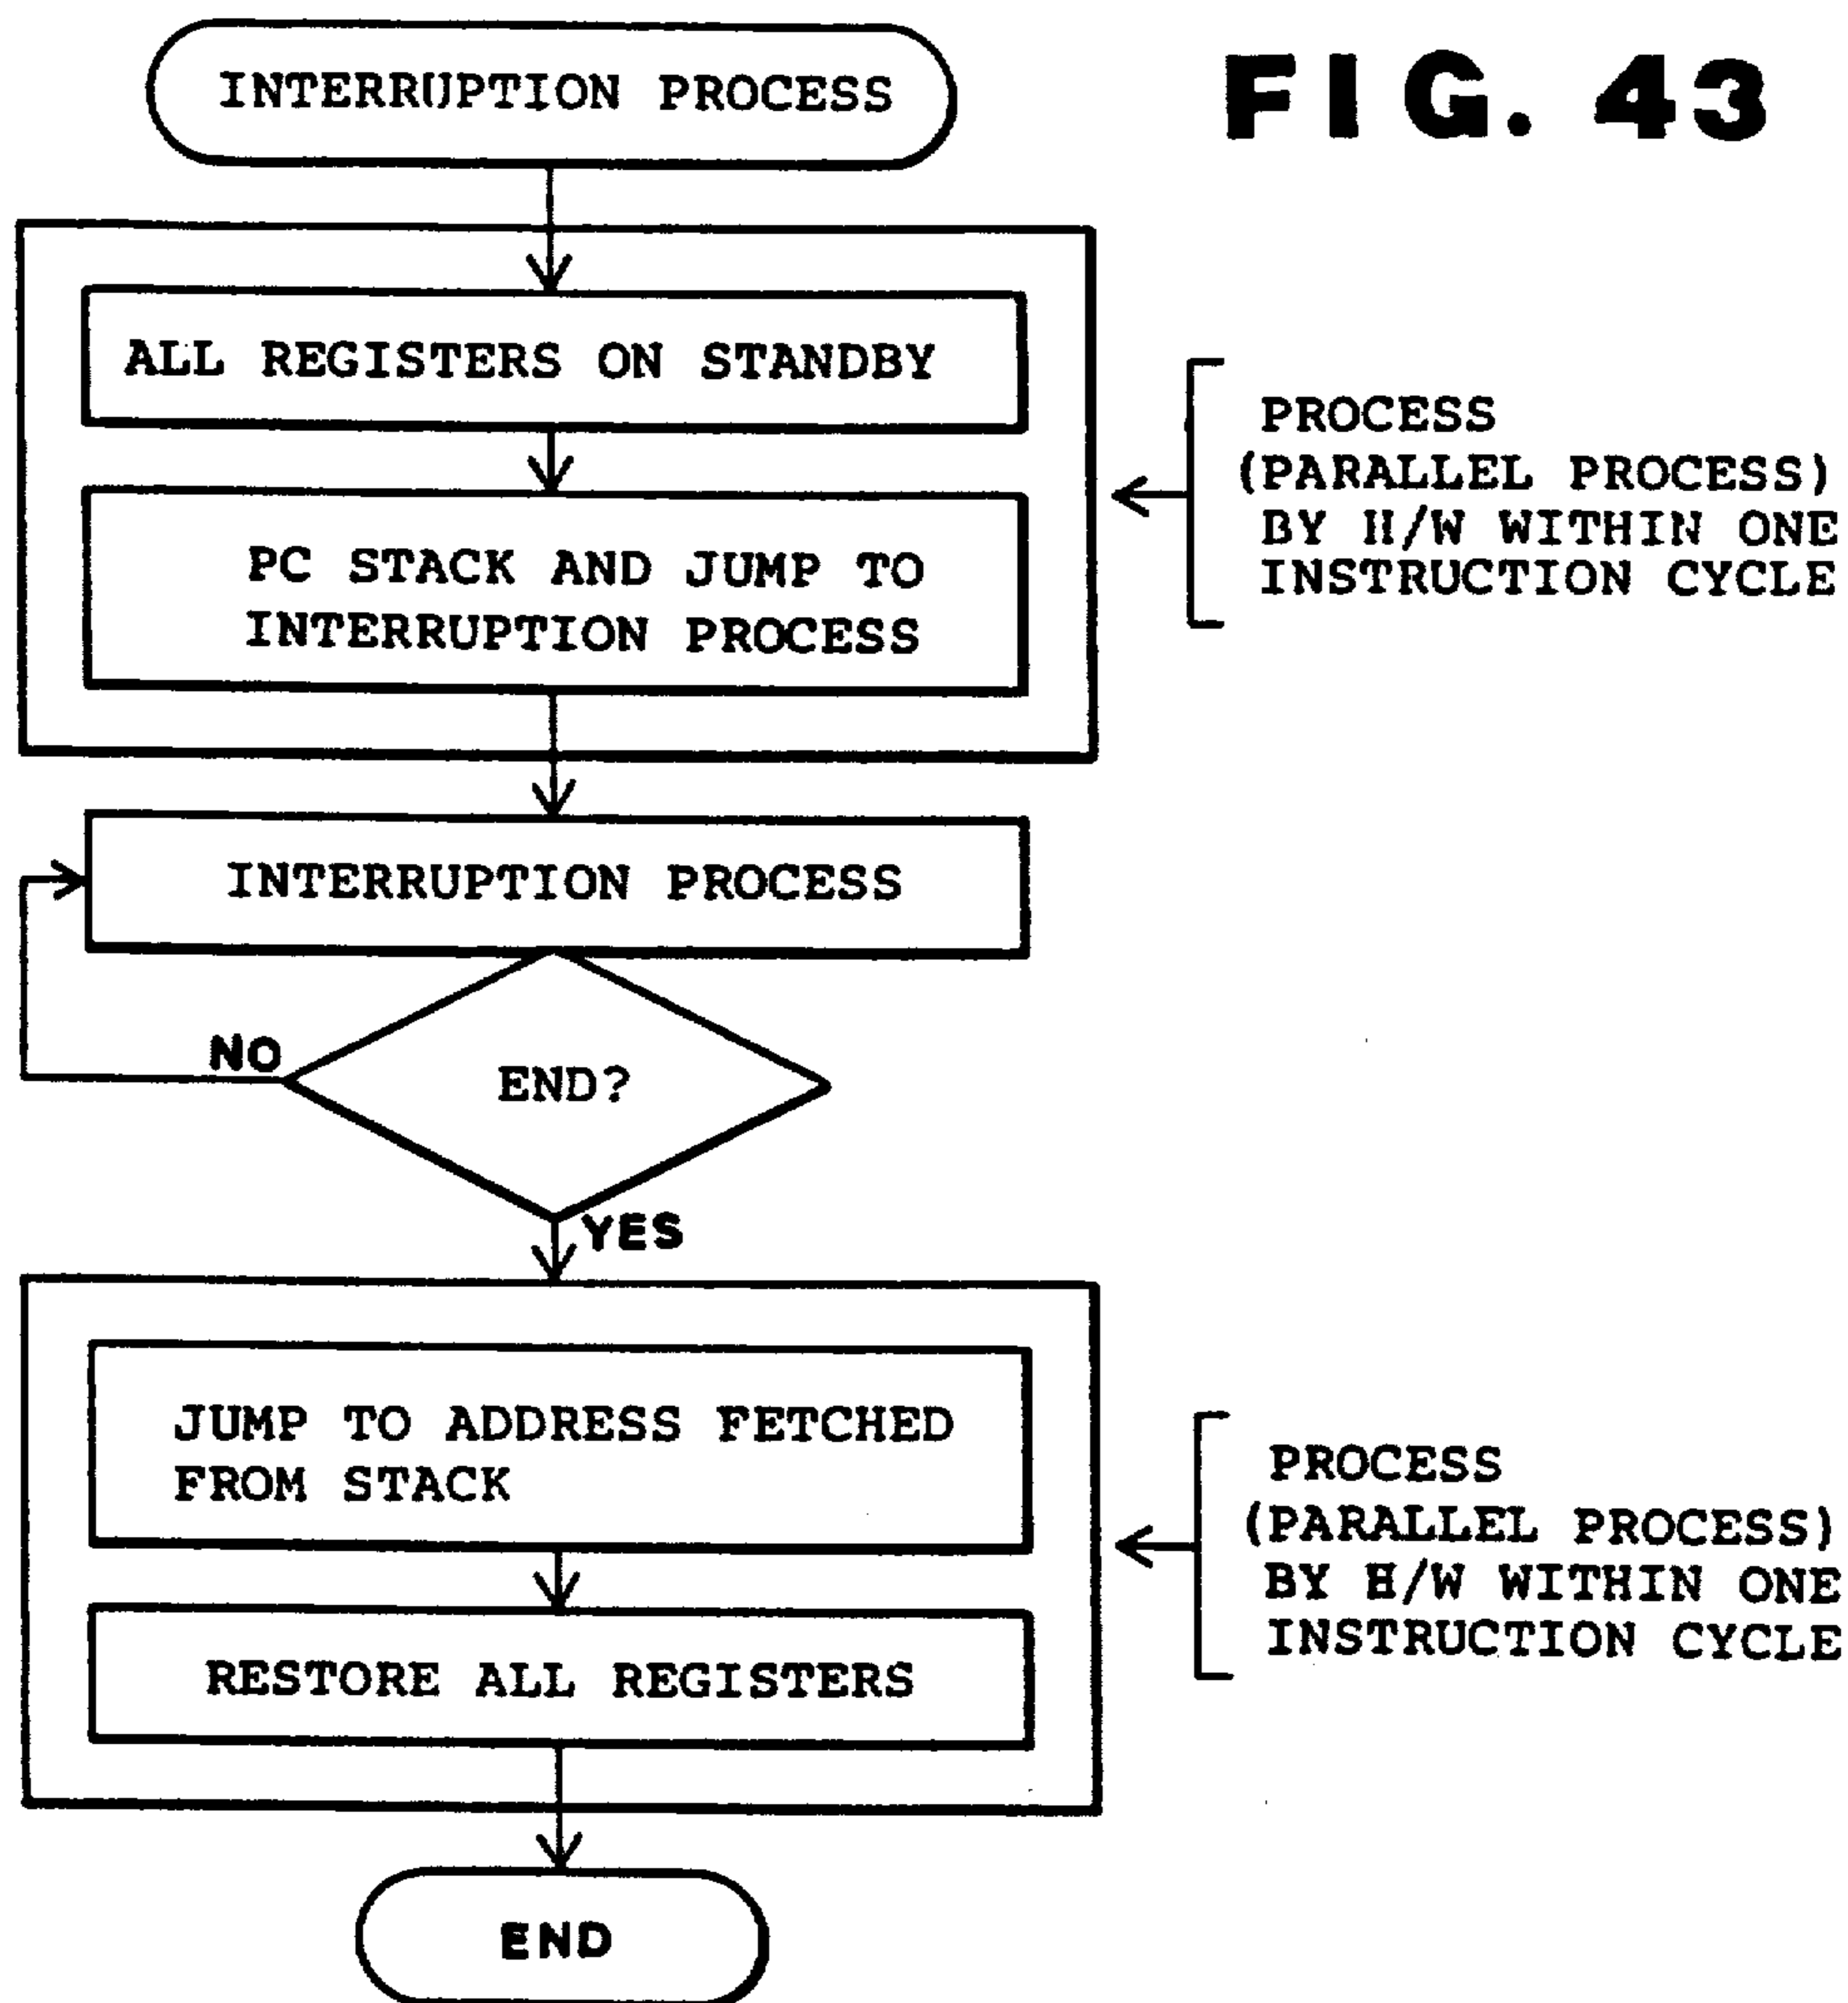 FIG. 43
INTERRUPTION PROCESS
ALL REGISTERS ON STANDBY
PC STACK AND JUMP TO
INTERRUPTION PROCESS
PROCESS
(PARALLEL PROCESS)
BY H/W WITHIN ONE
INSTRUCTION CYCLE
INTERRUPTION PROCESS
END?
NO
YES
JUMP TO ADDRESS FETCHED
FROM STACK
RESTORE ALL REGISTERS
PROCESS
(PARALLEL PROCESS)
BY H/W WITHIN ONE
INSTRUCTION CYCLE
END